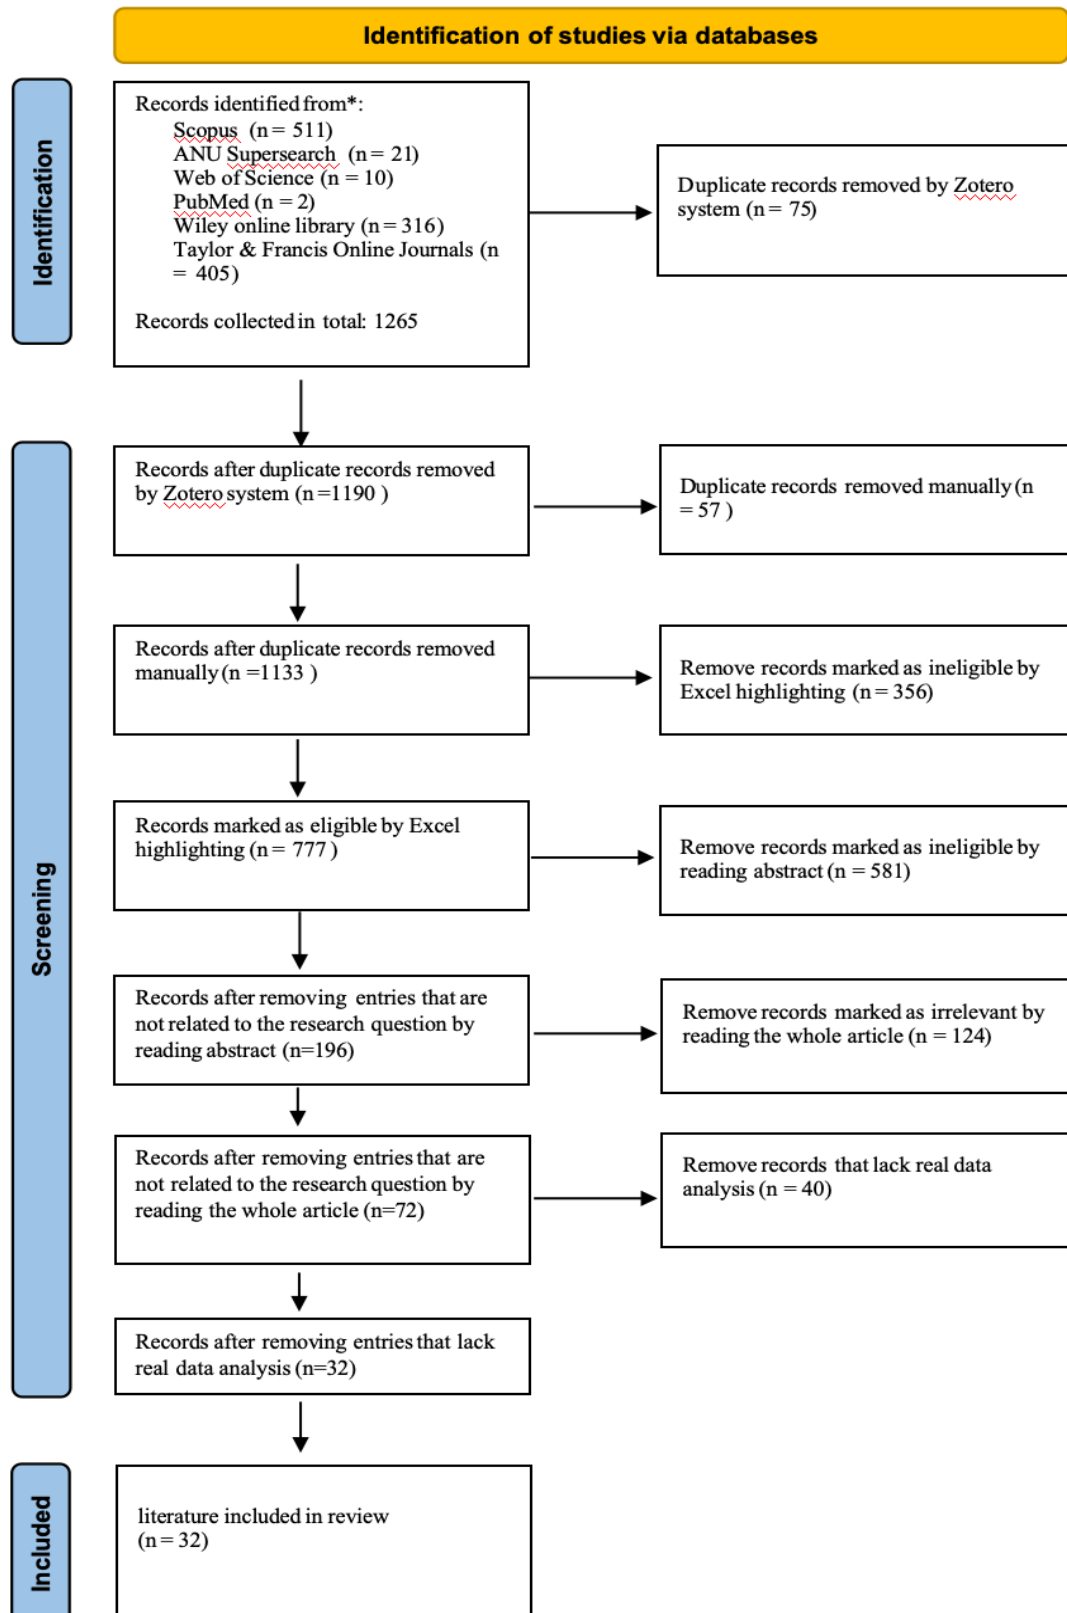 Identification of studies via databases
Identification
Records identified from*:
Scopus (n = 511)
ANU Supersearch (n = 21)
Web of Science (n = 10)
PubMed (n = 2)
Wiley online library (n = 316)
Taylor & Francis Online Journals (n
= 405)
Records collected in total: 1265
Duplicate records removed by Zotero
system (n = 75)
Screening
Records after duplicate records removed
by Zotero system (n =1190 )
Duplicate records removed manually (n
= 57 )
Records after duplicate records removed
manually (n =1133 )
Remove records marked as ineligible by
Excel highlighting (n = 356)
Records marked as eligible by Excel
highlighting (n = 777 )
Remove records marked as ineligible by
reading abstract (n = 581)
Records after removing entries that are
not related to the research question by
reading abstract (n=196)
Remove records marked as irrelevant by
reading the whole article (n = 124)
Records after removing entries that are
not related to the research question by
reading the whole article (n=72)
Remove records that lack real data
analysis (n = 40)
Records after removing entries that lack
real data analysis (n=32)
Included
literature included in review
(n = 32)